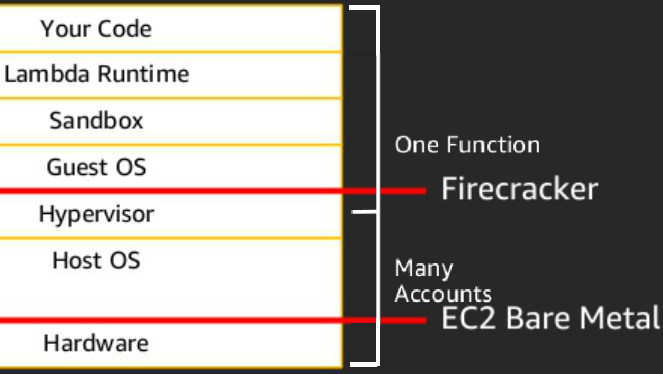 Your Code
Lambda Runtime
Sandbox
Guest OS
Hypervisor
Host OS
Hardware
One Function
Firecracker
Many
Accounts
EC2 Bare Metal